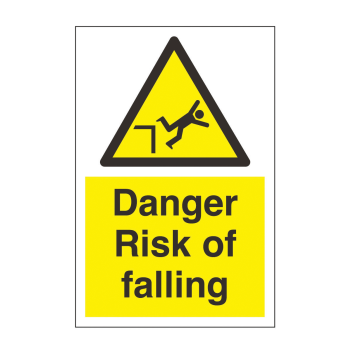 Danger
Risk of
falling